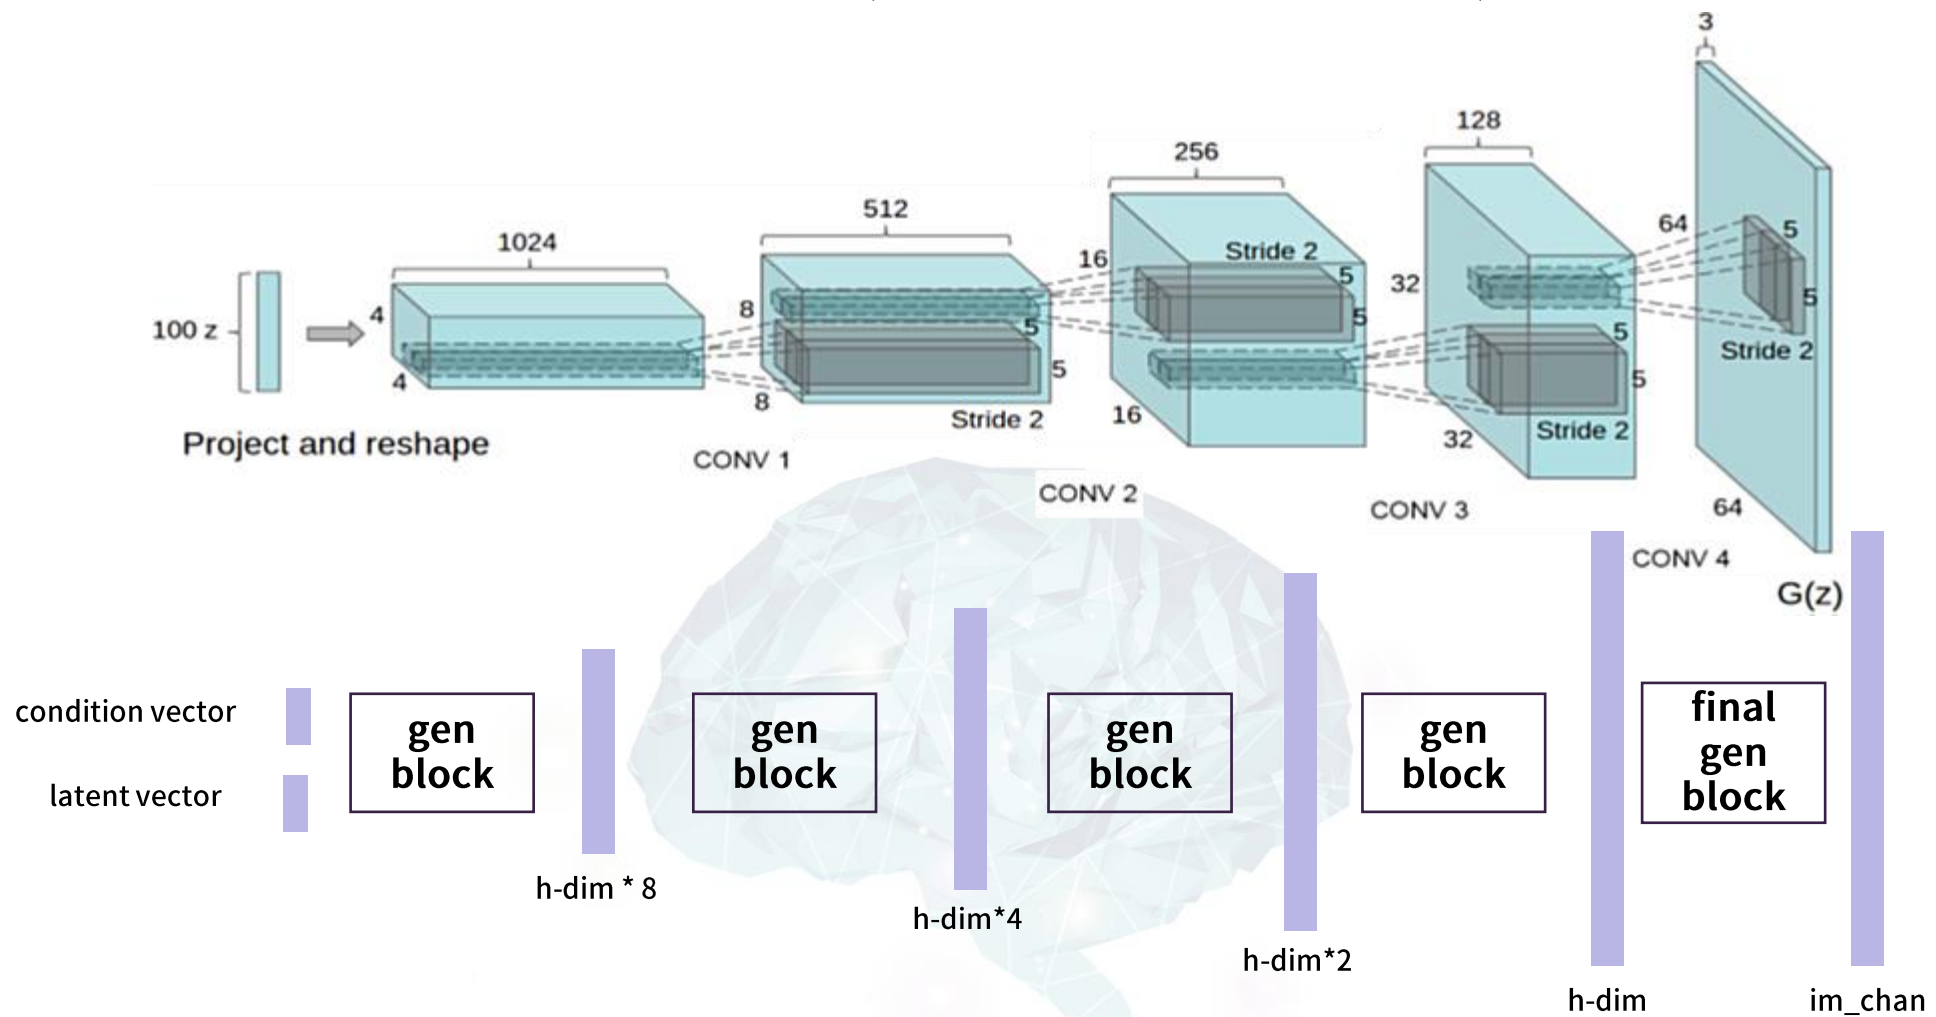 3
128
256
64
5
512
Stride 2
16
1024
32
5
5
4
8
5
5
5
Stride 2
100 z
5
5
4
8
16
Stride 2
32
Stride 2
Project and reshape
CONV 1
CONV 2
CONV 3
64
CONV 4
G(z)
condition vector
latent vector
gen
block
gen
block
gen
block
gen
block
final
gen
block
h-dim * 8
h-dim*4
h-dim*2
h-dim
im_chan